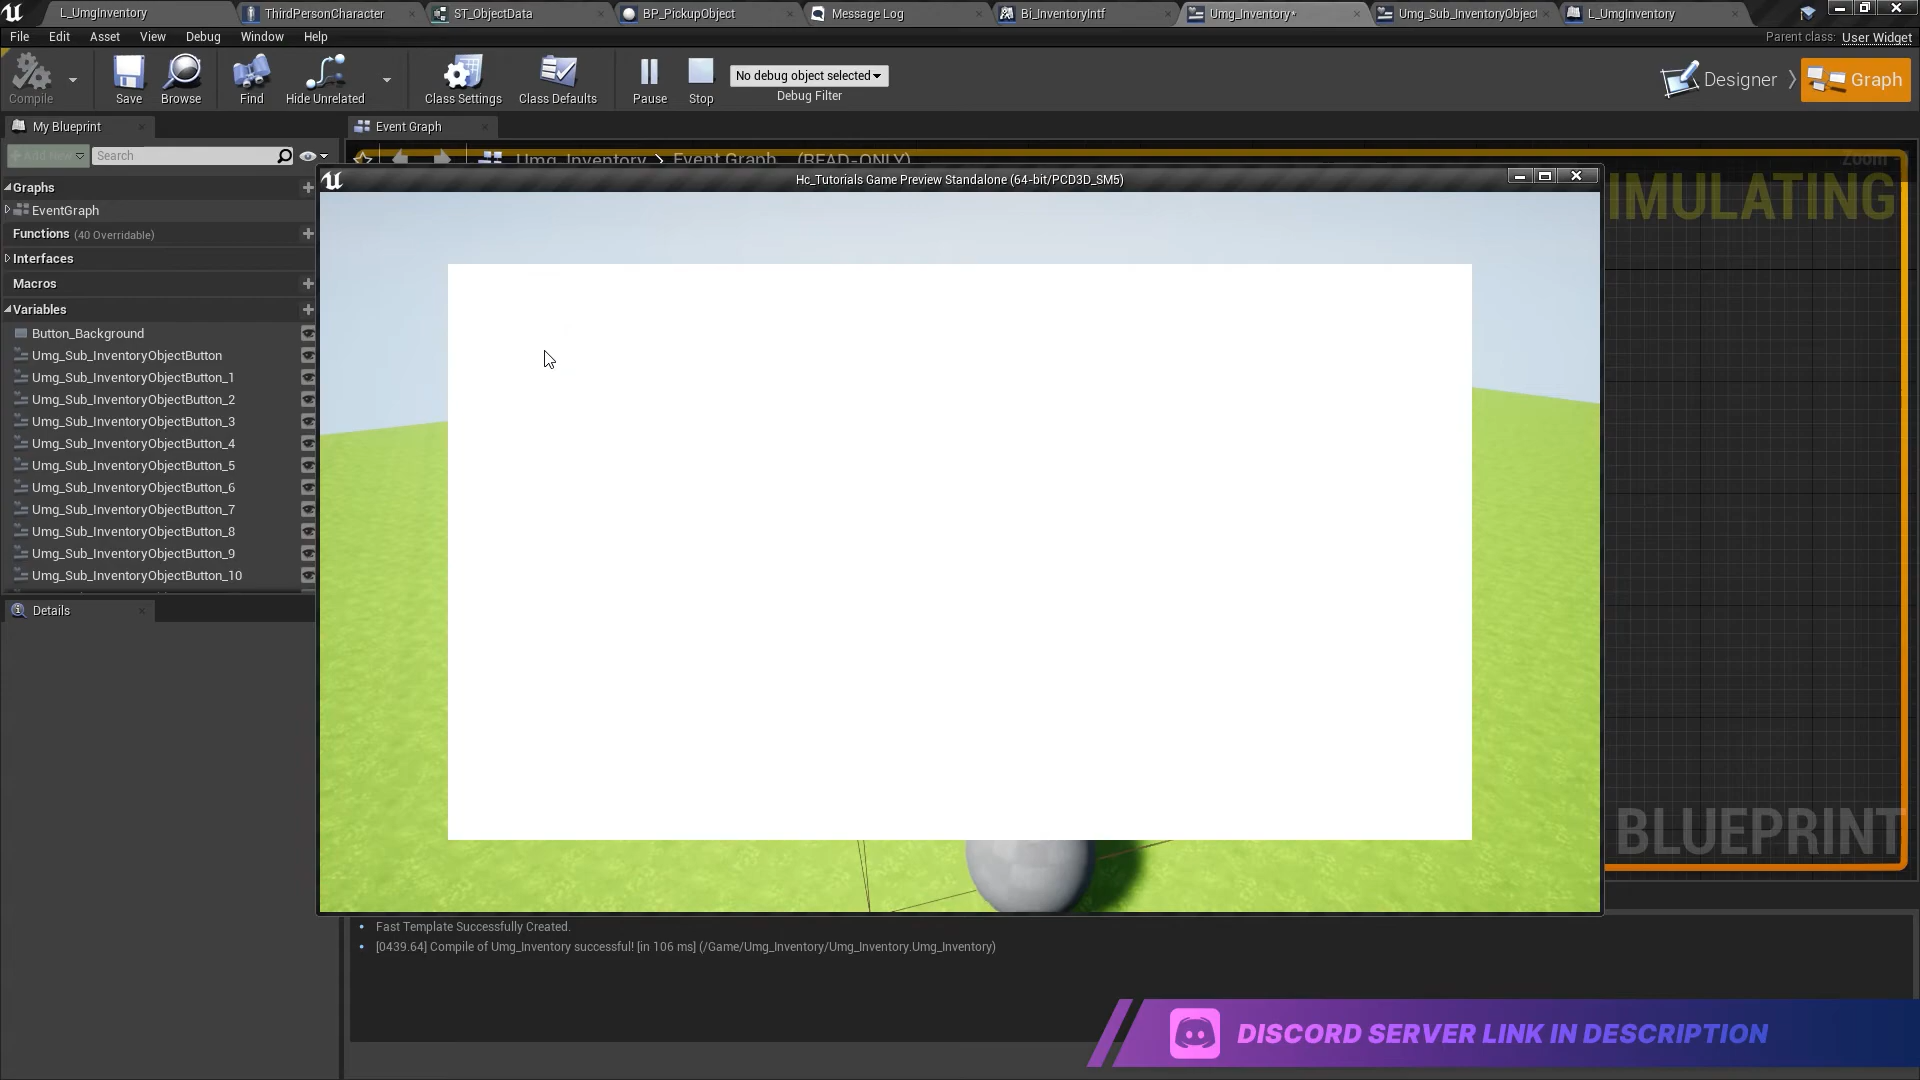 L_UmgInventory
ThirdPersonCharacter
ST_ObjectData
BP_PickupObject
Message Log
Bi_InventoryIntf
Umg_Inventory*
Umg_Sub_InventoryObject
L_UmgInventory
File Edit Asset View Debug Window Help
Parent class: User Widget
Compile
Save
Browse
Find
Hide Unrelated
Class Settings
Class Defaults
Pause
Stop
No debug object selected
Debug Filter
Designer
Graph
My Blueprint
Event Graph
Add New
Search
Umg_Inventory > Event Graph (READ-ONLY)
Zoom -
Hc_Tutorials Game Preview Standalone (64-bit/PCD3D_SM5)
IMULATING
Graphs
EventGraph
Functions (40 Overridable)
Interfaces
Macros
Variables
Button_Background
Umg_Sub_InventoryObjectButton
Umg_Sub_InventoryObjectButton_1
Umg_Sub_InventoryObjectButton_2
Umg_Sub_InventoryObjectButton_3
Umg_Sub_InventoryObjectButton_4
Umg_Sub_InventoryObjectButton_5
Umg_Sub_InventoryObjectButton_6
Umg_Sub_InventoryObjectButton_7
Umg_Sub_InventoryObjectButton_8
Umg_Sub_InventoryObjectButton_9
Umg_Sub_InventoryObjectButton_10
Details
BLUEPRINT
Fast Template Successfully Created.
[0439.64] Compile of Umg_Inventory successful! [in 106 ms] (/Game/Umg_Inventory/Umg_Inventory.Umg_Inventory)
DISCORD SERVER LINK IN DESCRIPTION